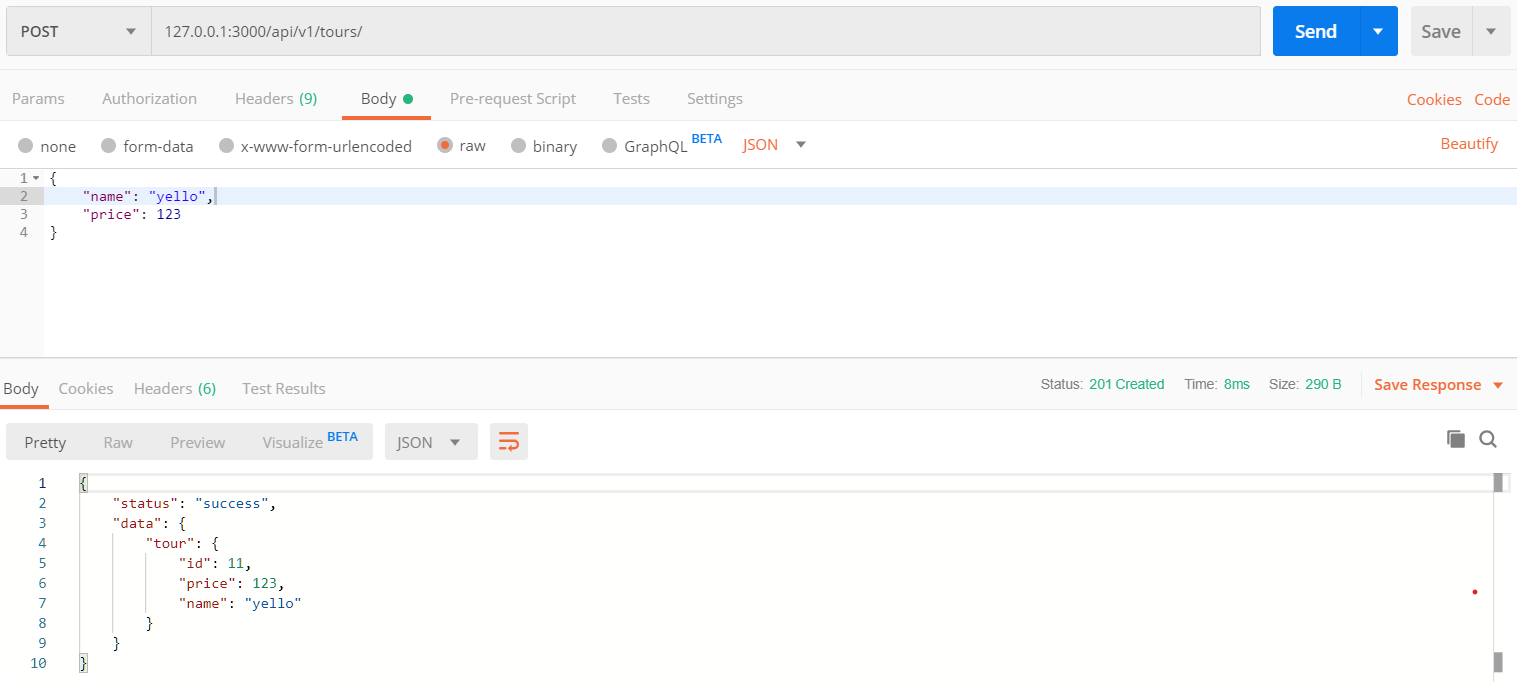 POST 127.0.0.1:3000/api/v1/tours/ Send Save
Params Authorization Headers (9) Body Pre-request Script Tests Settings Cookies Code
none form-data x-www-form-urlencoded raw binary GraphQL BETA JSON Beautify
1 {
2 "name": "yello",
3 "price": 123
4 }
Body Cookies Headers (6) Test Results Status: 201 Created Time: 8ms Size: 290 B Save Response
Pretty Raw Preview Visualize BETA JSON
1 {
2 "status": "success",
3 "data": {
4 "tour": {
5 "id": 11,
6 "price": 123,
7 "name": "yello"
8 }
9 }
10 }